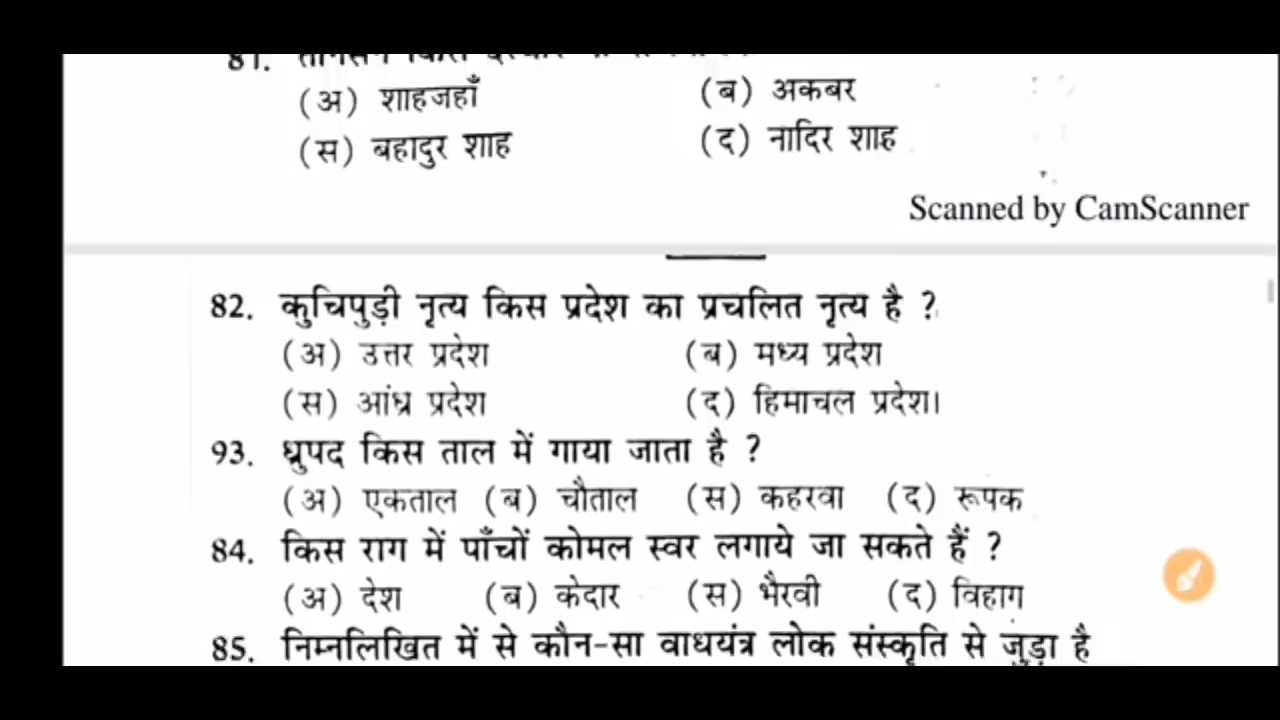 81.
(अ) शाहजहाँ (ब) अकबर
(स) बहादुर शाह (द) नादिर शाह
Scanned by CamScanner
82. कुचिपुड़ी नृत्य किस प्रदेश का प्रचलित नृत्य है ?
(अ) उत्तर प्रदेश (ब) मध्य प्रदेश
(स) आंध्र प्रदेश (द) हिमाचल प्रदेश।
93. ध्रुपद किस ताल में गाया जाता है ?
(अ) एकताल (ब) चौताल (स) कहरवा (द) रूपक
84. किस राग में पाँचों कोमल स्वर लगाये जा सकते हैं ?
(अ) देश (ब) केदार (स) भैरवी (द) विहाग
85. निम्नलिखित में से कौन-सा वाधयंत्र लोक संस्कृति से जुड़ा है